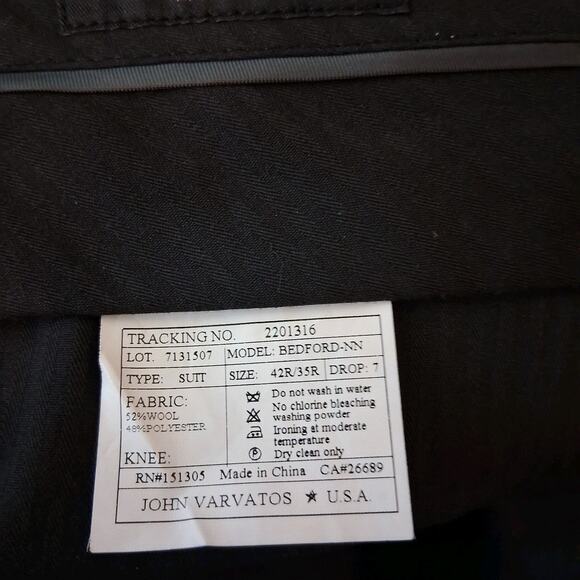 TRACKING NO. 2201316
LOT. 7131507 MODEL: BEDFORD-NN
TYPE: SUIT SIZE: 42R/35R DROP: 7
FABRIC:
52%WOOL
48%POLYESTER
KNEE:
Do not wash in water
No chlorine bleaching
washing powder
Ironing at moderate
temperature
P Dry clean only
RN#151305 Made in China CA#26689
JOHN VARVATOS ★ U.S.A.